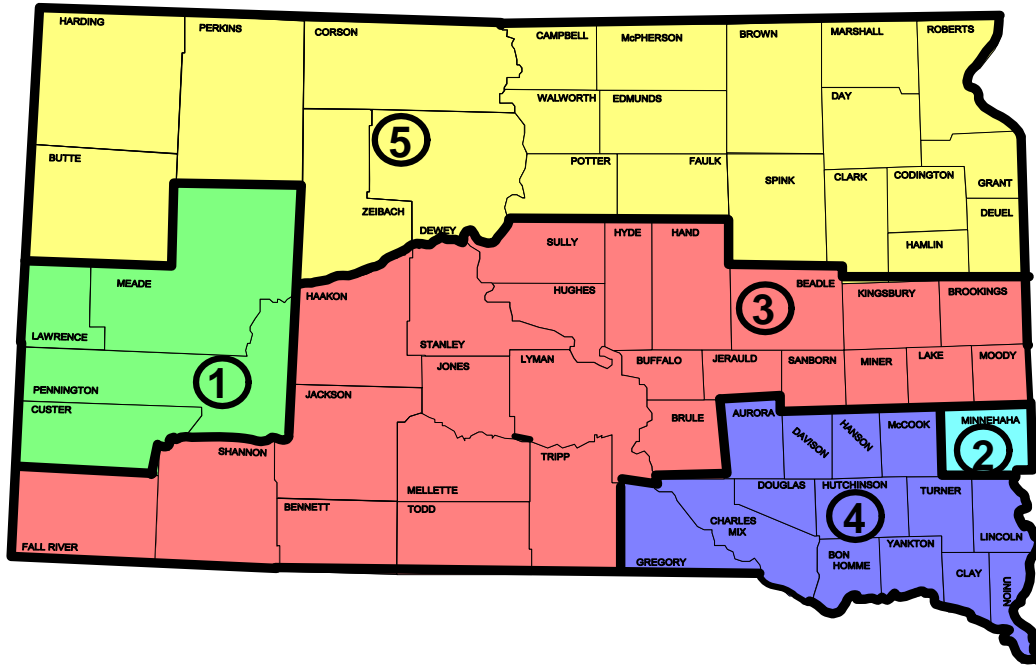 HARDING
PERKINS
CORSON
CAMPBELL
McPHERSON
BROWN
MARSHALL
ROBERTS
WALWORTH
EDMUNDS
DAY
5
BUTTE
POTTER
FAULK
SPINK
CLARK
CODINGTON
GRANT
ZEIBACH
DEWEY
DEUEL
HAMLIN
SULLY
HYDE
HAND
MEADE
HAAKON
HUGHES
BEADLE
KINGSBURY
BROOKINGS
3
LAWRENCE
STANLEY
LYMAN
BUFFALO
JERAULD
SANBORN
MINER
LAKE
MOODY
PENNINGTON
1
JONES
JACKSON
CUSTER
BRULE
AURORA
DAVISON
HANSON
McCOOK
MINNEHAHA
2
SHANNON
TRIPP
MELLETTE
DOUGLAS
HUTCHINSON
TURNER
BENNETT
TODD
CHARLES
MIX
4
LINCOLN
FALL RIVER
GREGORY
BON
HOMME
YANKTON
CLAY
UNION